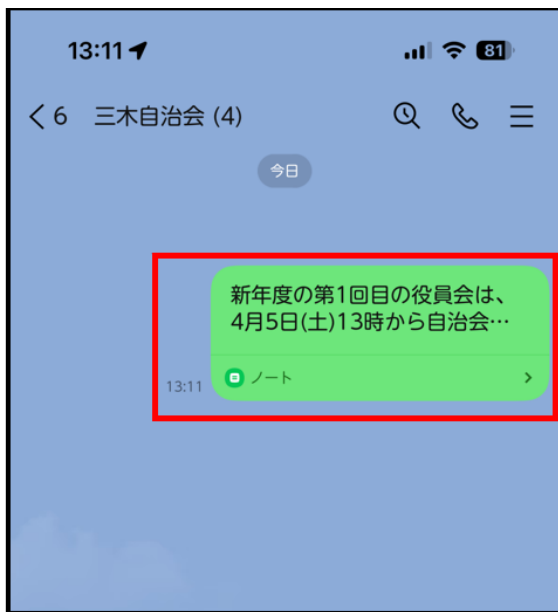 13:11
81
6 三木自治会 (4)
今日
新年度の第1回目の役員会は、
4月5日(土)13時から自治会…
ノート
13:11